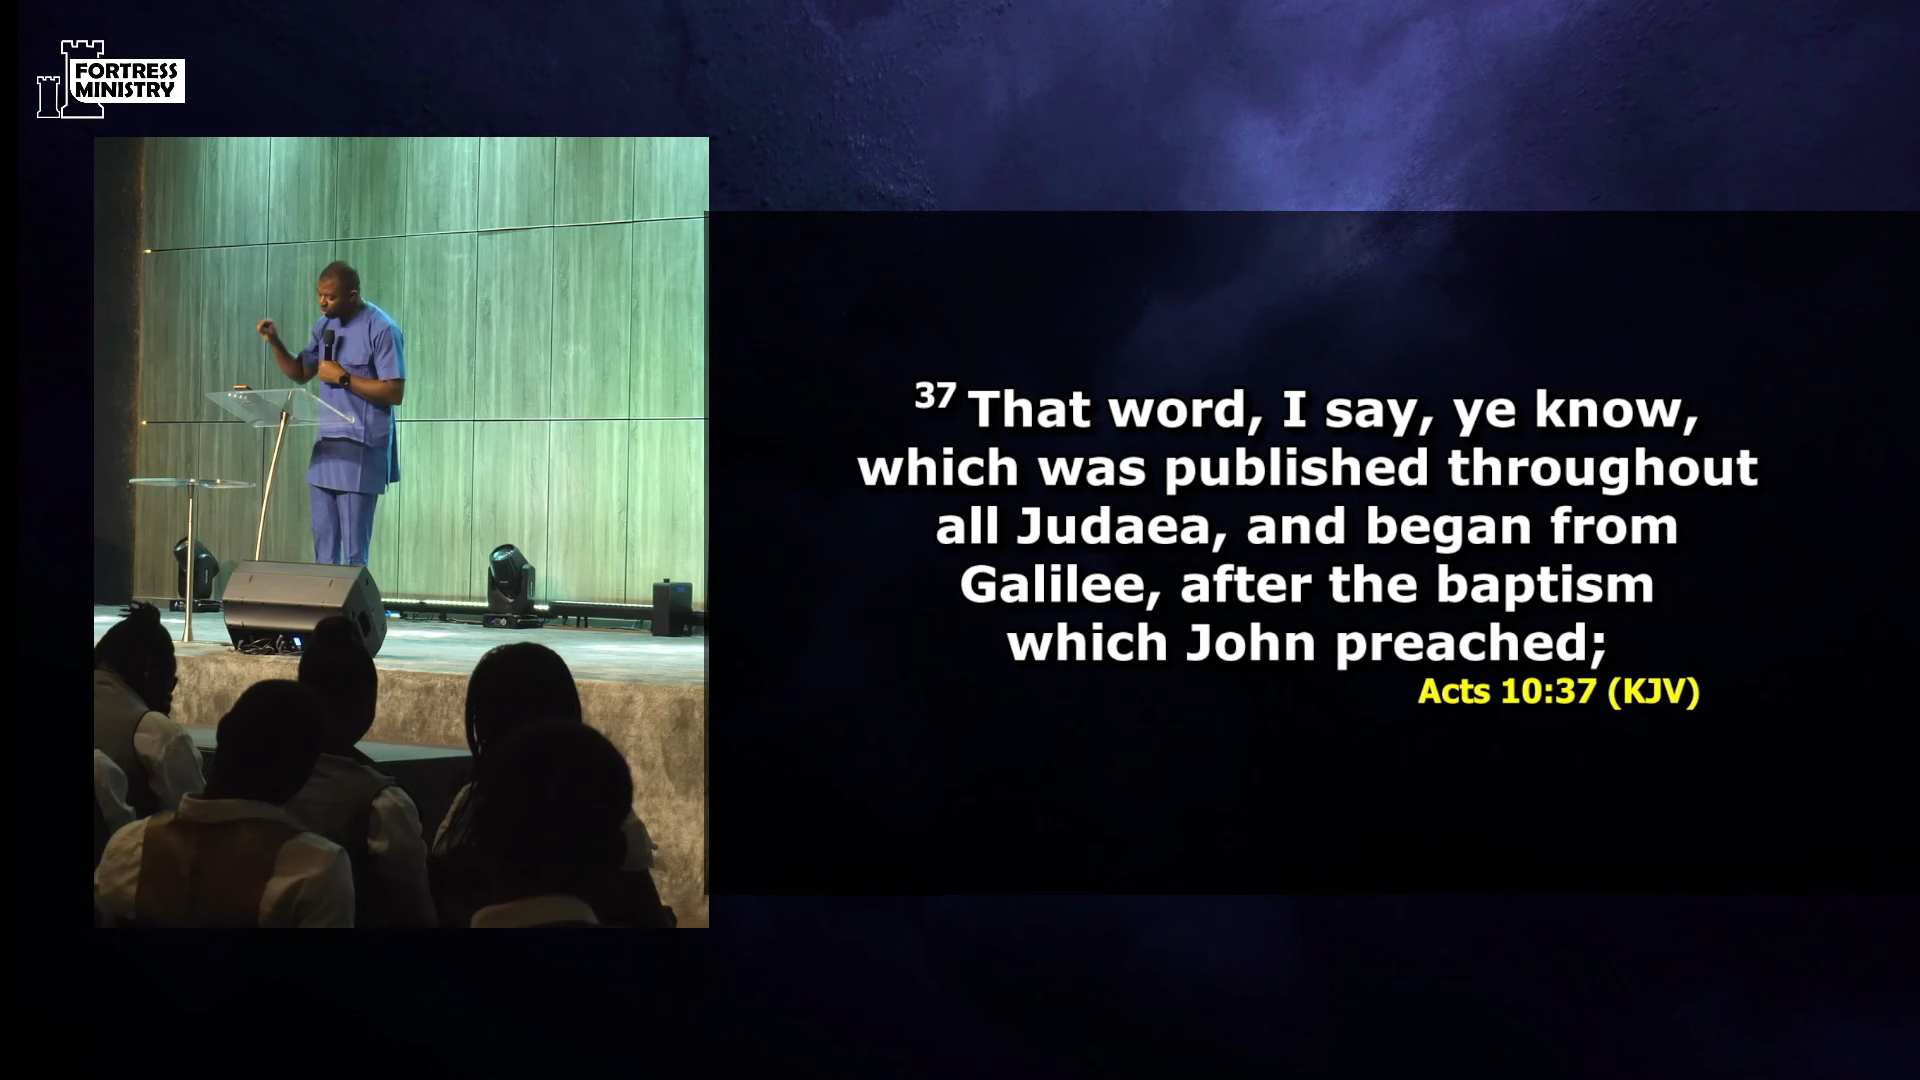 FORTRESS
MINISTRY
37 That word, I say, ye know,
which was published throughout
all Judaea, and began from
Galilee, after the baptism
which John preached;
Acts 10:37 (KJV)